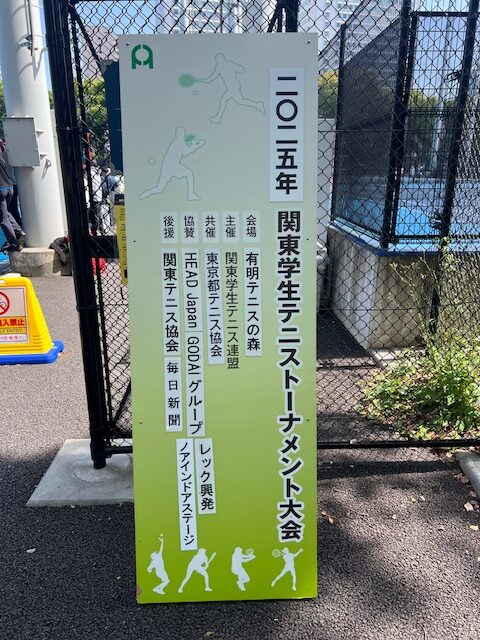 二〇二五年 関東学生テニストーナメント大会
会場 有明テニスの森
主催 関東学生テニス連盟
共催 東京都テニス協会
協賛 HEAD Japan GODAIグループ
レック興発
ノアインドアステージ
後援 関東テニス協会 毎日新聞
入禁止